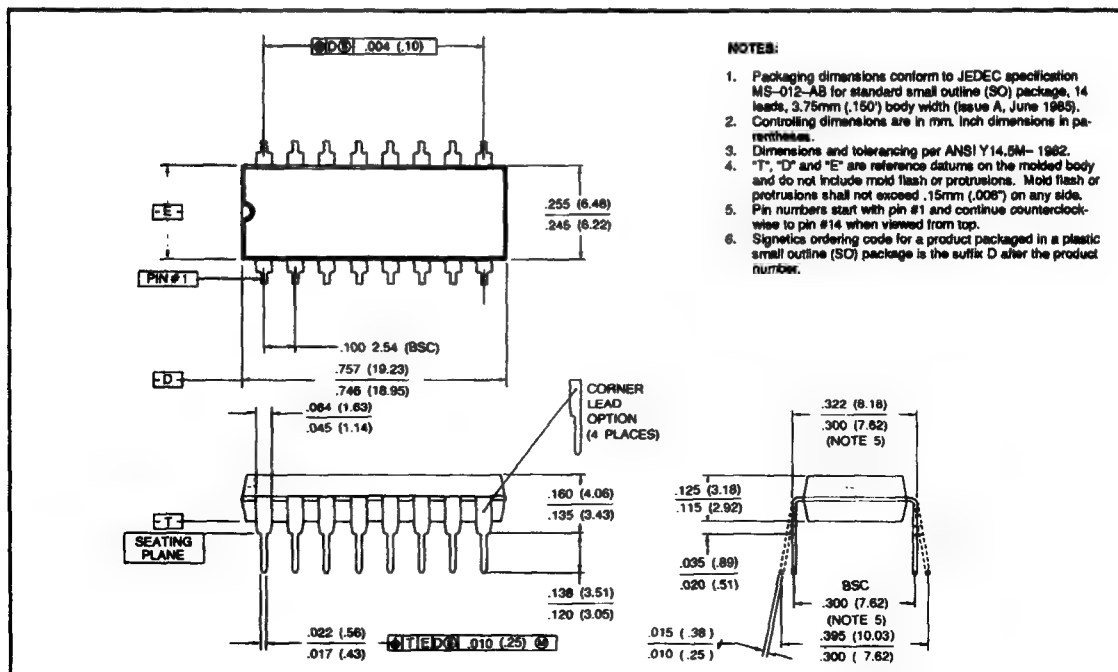 ⌖ D Ⓢ .004 (.10)
-E-
PIN #1
.255 (6.48)
.245 (6.22)
.100 2.54 (BSC)
-D-
.757 (19.23)
.746 (18.95)
.064 (1.63)
.045 (1.14)
CORNER
LEAD
OPTION
(4 PLACES)
-T-
SEATING
PLANE
.160 (4.06)
.135 (3.43)
.138 (3.51)
.120 (3.05)
.022 (.56)
.017 (.43)
⌖ T E D Ⓢ .010 (.25) Ⓜ
NOTES:
1. Packaging dimensions conform to JEDEC specification
MS–012–AB for standard small outline (SO) package, 14
leads, 3.75mm (.150') body width (issue A, June 1985).
2. Controlling dimensions are in mm. Inch dimensions in pa-
rentheses.
3. Dimensions and tolerancing per ANSI Y14.5M– 1982.
4. "T", "D" and "E" are reference datums on the molded body
and do not include mold flash or protrusions. Mold flash or
protrusions shall not exceed .15mm (.006") on any side.
5. Pin numbers start with pin #1 and continue counterclock-
wise to pin #14 when viewed from top.
6. Signetics ordering code for a product packaged in a plastic
small outline (SO) package is the suffix D after the product
number.
.322 (8.18)
.300 (7.62)
(NOTE 5)
.125 (3.18)
.115 (2.92)
.035 (.89)
.020 (.51)
BSC
.300 (7.62)
(NOTE 5)
.395 (10.03)
.300 ( 7.62)
.015 (.38)
.010 (.25)